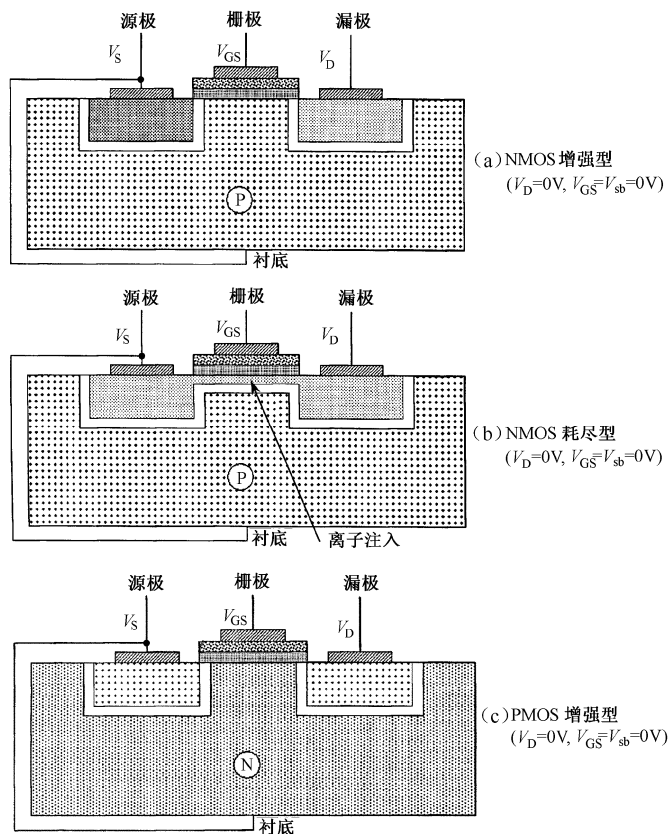 源极 栅极 漏极
V_S V_GS V_D
P
衬底
(a)NMOS 增强型
(V_D=0V, V_GS=V_sb=0V)
源极 栅极 漏极
V_S V_GS V_D
P
衬底 离子注入
(b)NMOS 耗尽型
(V_D=0V, V_GS=V_sb=0V)
源极 栅极 漏极
V_S V_GS V_D
N
衬底
(c)PMOS 增强型
(V_D=0V, V_GS=V_sb=0V)